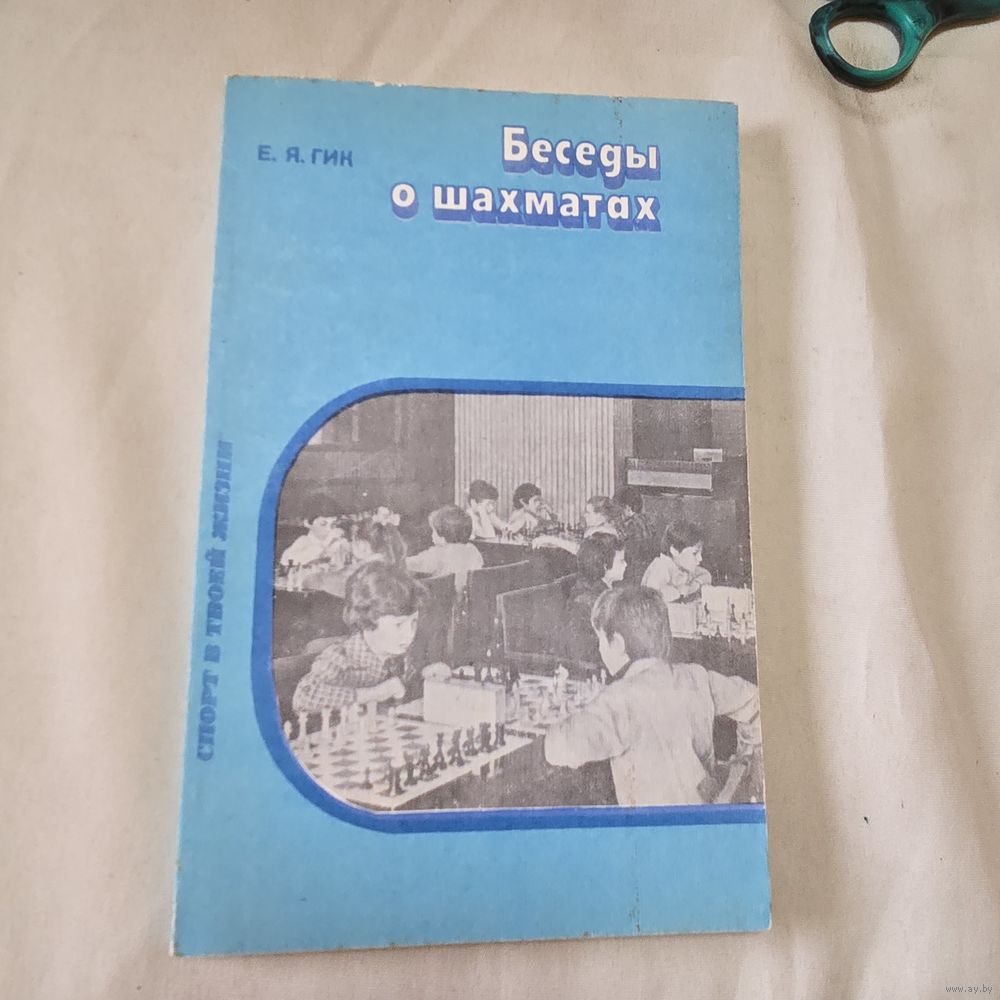 Е. Я. ГИК
Беседы
о шахматах
СПОРТ В ТВОЕЙ ЖИЗНИ
www.ay.by